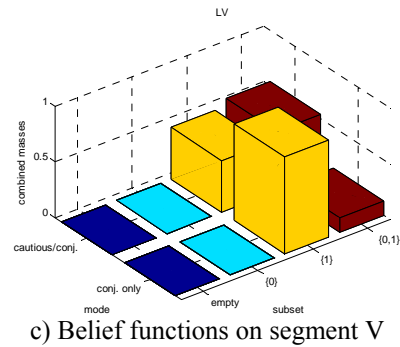 LV
1
0.5
0
combined masses
cautious/conj.
conj. only
mode
empty
{0}
{1}
{0,1}
subset
c) Belief functions on segment V